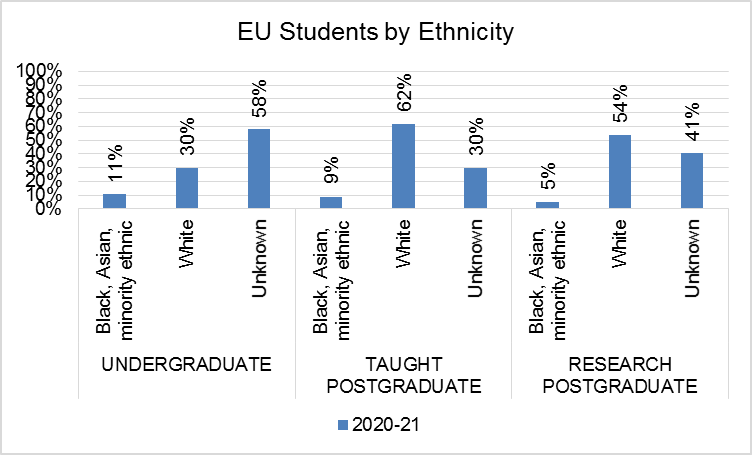 EU Students by Ethnicity
100%
90%
80%
70%
60%
50%
40%
30%
20%
10%
0%
11%
30%
58%
9%
62%
30%
5%
54%
41%
Black, Asian,
minority ethnic
White
Unknown
Black, Asian,
minority ethnic
White
Unknown
Black, Asian,
minority ethnic
White
Unknown
UNDERGRADUATE
TAUGHT
POSTGRADUATE
RESEARCH
POSTGRADUATE
2020-21